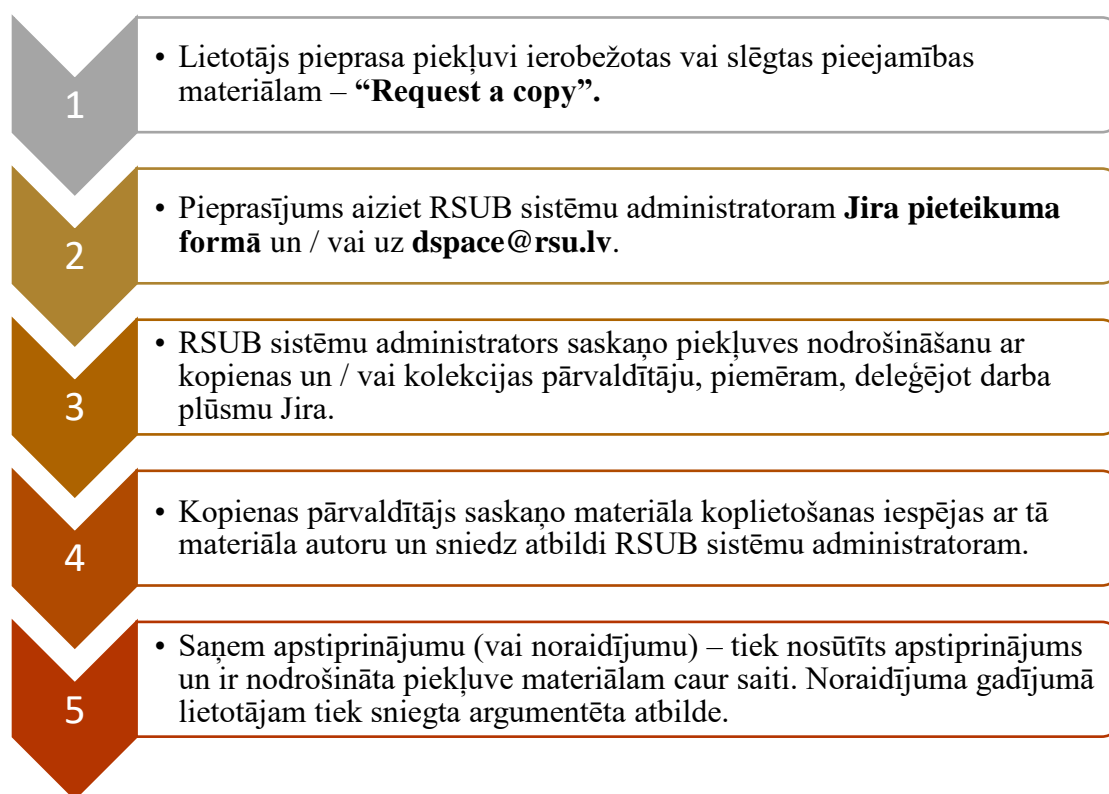 1
• Lietotājs pieprasa piekļuvi ierobežotas vai slēgtas pieejamības
materiālam – “Request a copy”.
2
• Pieprasījums aiziet RSUB sistēmu administratoram Jira pieteikuma
formā un / vai uz dspace@rsu.lv.
3
• RSUB sistēmu administrators saskaņo piekļuves nodrošināšanu ar
kopienas un / vai kolekcijas pārvaldītāju, piemēram, deleģējot darba
plūsmu Jira.
4
• Kopienas pārvaldītājs saskaņo materiāla koplietošanas iespējas ar tā
materiāla autoru un sniedz atbildi RSUB sistēmu administratoram.
5
• Saņem apstiprinājumu (vai noraidījumu) – tiek nosūtīts apstiprinājums
un ir nodrošināta piekļuve materiālam caur saiti. Noraidījuma gadījumā
lietotājam tiek sniegta argumentēta atbilde.